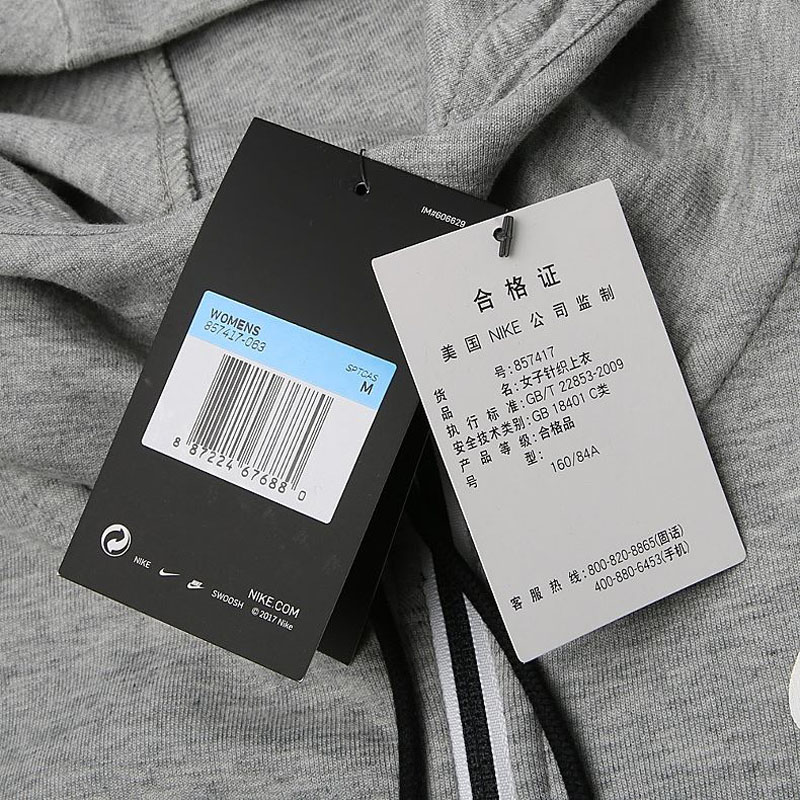 IM#606629
WOMENS
857417-063
SPTCAS
M
8 87224 67688 0
NIKE
SWOOSH
NIKE.COM
© 2017 Nike
合格证
美国 NIKE 公司监制
货号:857417
品名:女子针织上衣
执行标准:GB/T 22853-2009
安全技术类别:GB 18401 C类
产品等级:合格品
号型: 160/84A
客服热线:800-820-8865(固话)
400-880-6453(手机)